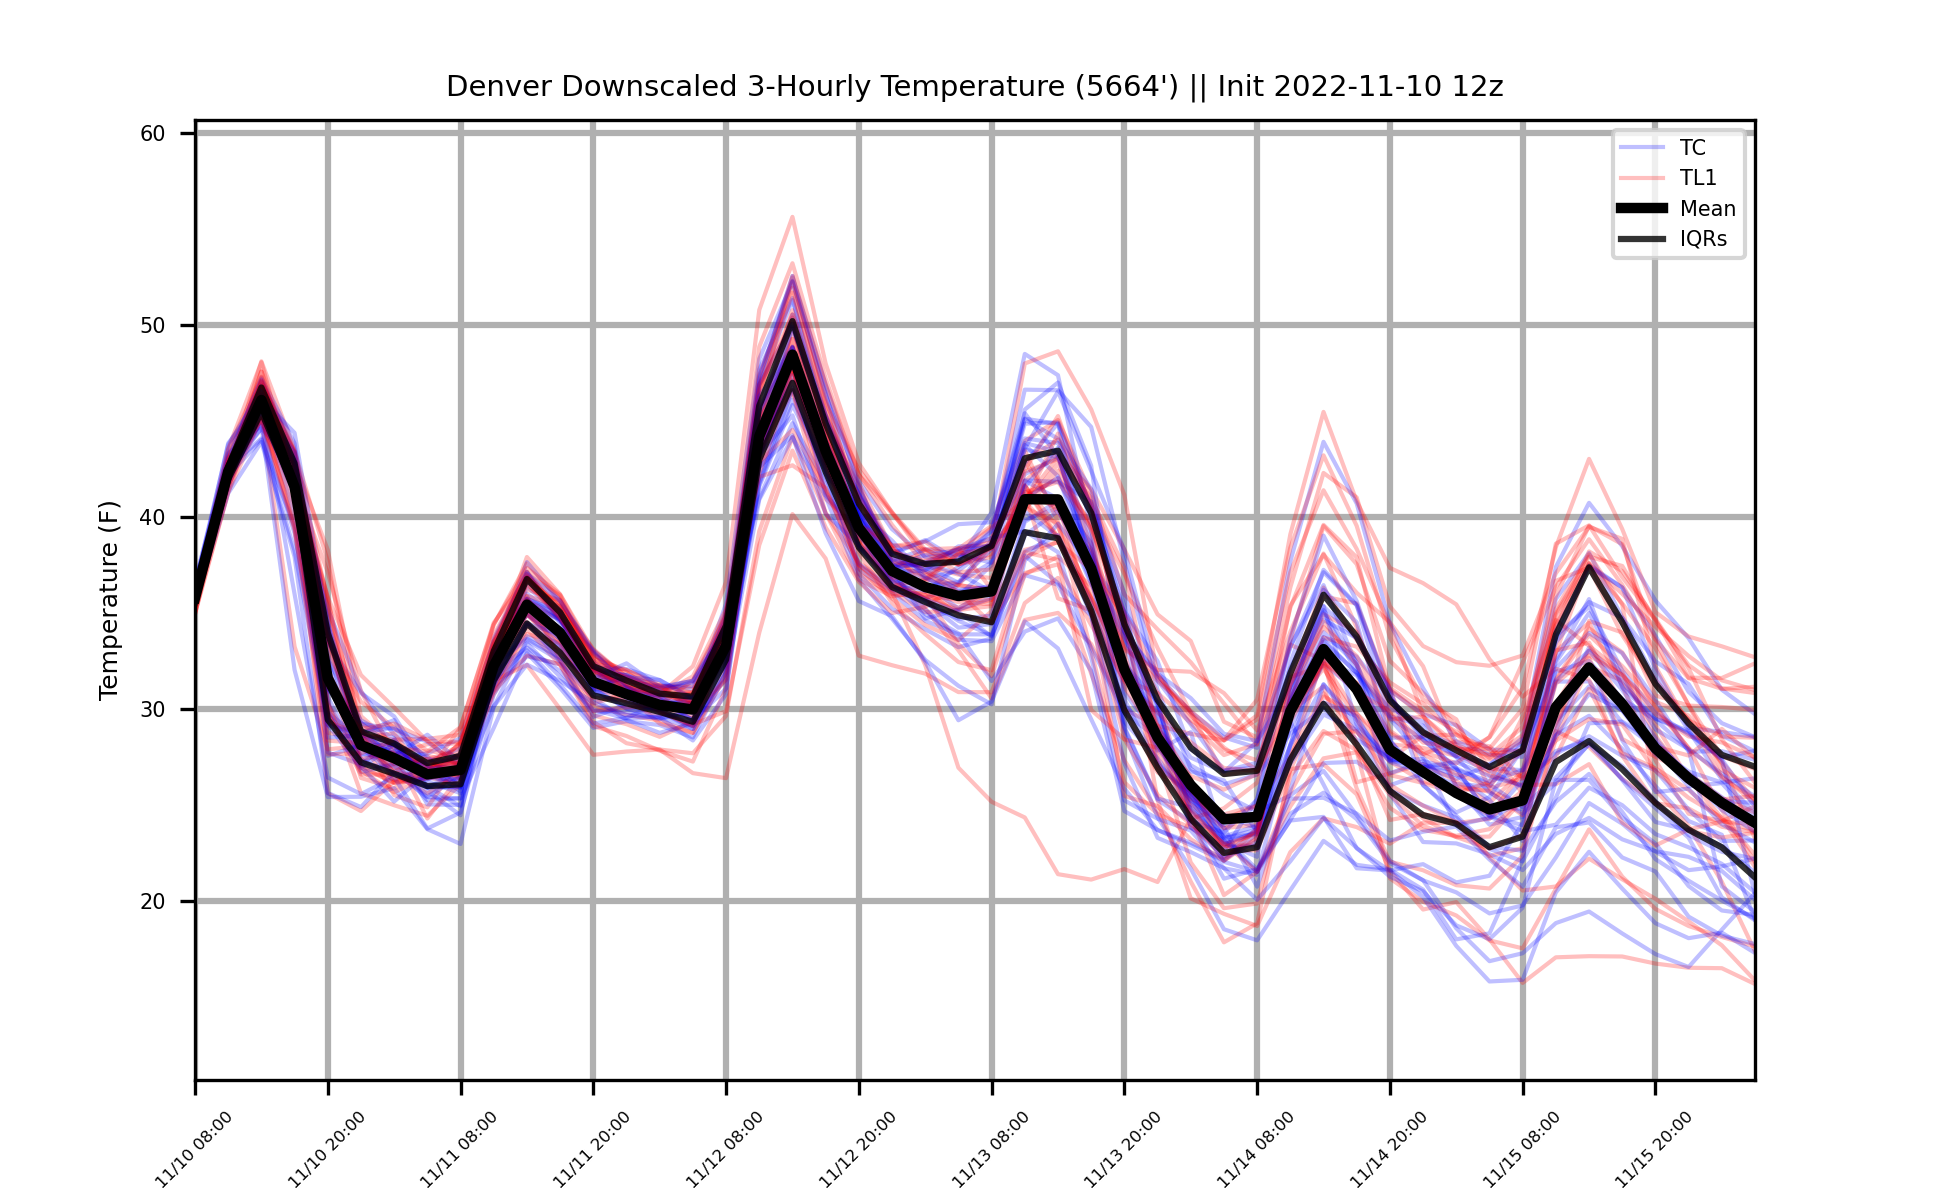 Denver Downscaled 3-Hourly Temperature (5664') || Init 2022-11-10 12z
TC
TL1
Mean
IQRs
Temperature (F)
60
50
40
30
20
11/10 08:00
11/10 20:00
11/11 08:00
11/11 20:00
11/12 08:00
11/12 20:00
11/13 08:00
11/13 20:00
11/14 08:00
11/14 20:00
11/15 08:00
11/15 20:00